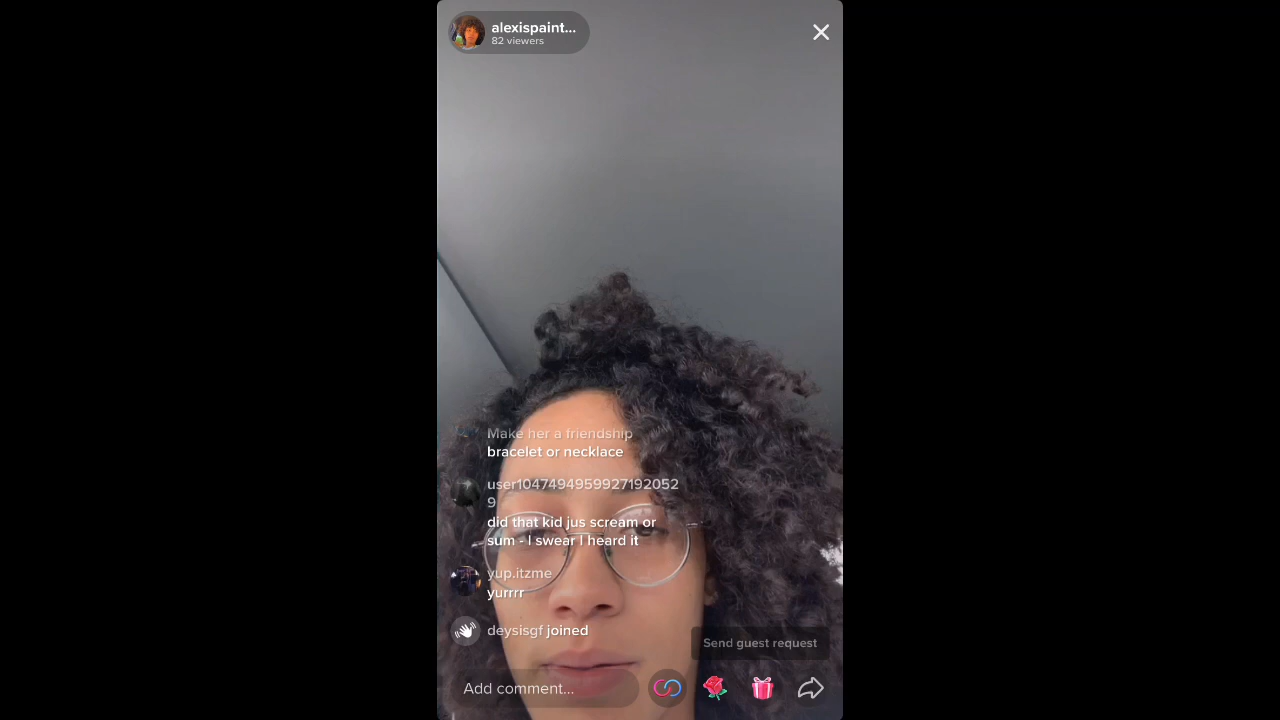 alexispaint...
82 viewers
Make her a friendship
bracelet or necklace
user1047494959927192052
9
did that kid jus scream or
sum - I swear I heard it
yup.itzme
yurrrr
deysisgf joined
Send guest request
Add comment...